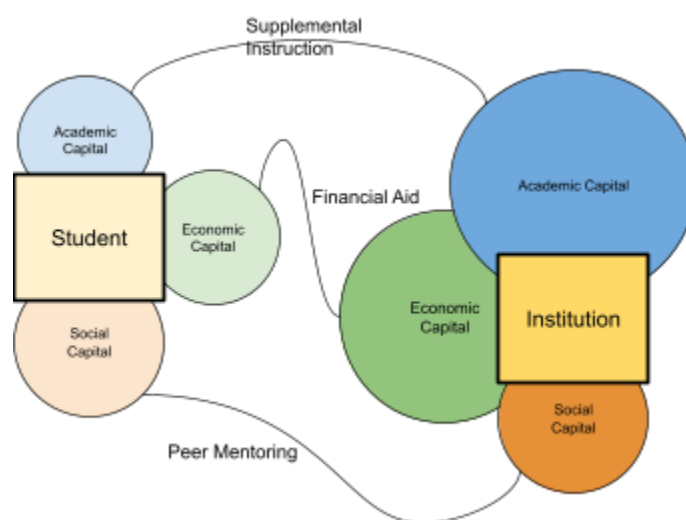 Supplemental
Instruction
Academic
Capital
Academic Capital
Student
Economic
Capital
Financial Aid
Economic
Capital
Institution
Social
Capital
Social
Capital
Peer Mentoring